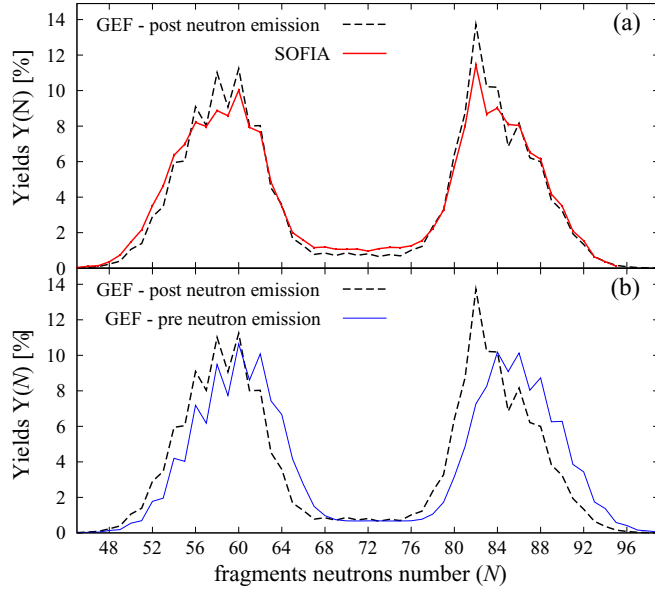 (a)
GEF - post neutron emission
SOFIA
Yields Y(N) [%]
14
12
10
8
6
4
2
0
(b)
GEF - post neutron emission
GEF - pre neutron emission
Yields Y(N) [%]
14
12
10
8
6
4
2
0
48 52 56 60 64 68 72 76 80 84 88 92 96
fragments neutrons number (N)